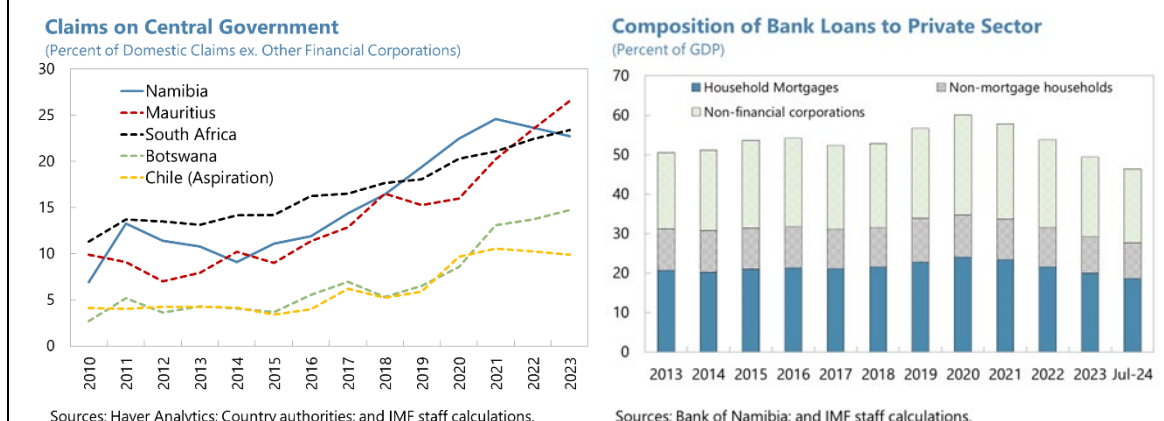 Claims on Central Government
(Percent of Domestic Claims ex. Other Financial Corporations)
30
25
20
15
10
5
0
Namibia
Mauritius
South Africa
Botswana
Chile (Aspiration)
2010 2011 2012 2013 2014 2015 2016 2017 2018 2019 2020 2021 2022 2023
Sources: Haver Analytics; Country authorities; and IMF staff calculations.
Composition of Bank Loans to Private Sector
(Percent of GDP)
70
60
50
40
30
20
10
0
Household Mortgages Non-mortgage households
Non-financial corporations
2013 2014 2015 2016 2017 2018 2019 2020 2021 2022 2023 Jul-24
Sources: Bank of Namibia; and IMF staff calculations.